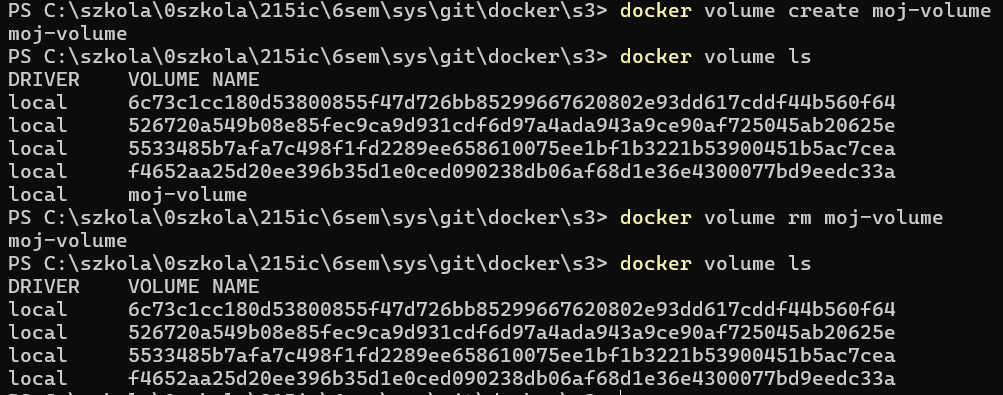 PS C:\szkola\0szkola\215ic\6sem\sys\git\docker\s3> docker volume create moj-volume
moj-volume
PS C:\szkola\0szkola\215ic\6sem\sys\git\docker\s3> docker volume ls
DRIVER    VOLUME NAME
local     6c73c1cc180d53800855f47d726bb85299667620802e93dd617cddf44b560f64
local     526720a549b08e85fec9ca9d931cdf6d97a4ada943a9ce90af725045ab20625e
local     5533485b7afa7c498f1fd2289ee658610075ee1bf1b3221b53900451b5ac7cea
local     f4652aa25d20ee396b35d1e0ced090238db06af68d1e36e4300077bd9eedc33a
local     moj-volume
PS C:\szkola\0szkola\215ic\6sem\sys\git\docker\s3> docker volume rm moj-volume
moj-volume
PS C:\szkola\0szkola\215ic\6sem\sys\git\docker\s3> docker volume ls
DRIVER    VOLUME NAME
local     6c73c1cc180d53800855f47d726bb85299667620802e93dd617cddf44b560f64
local     526720a549b08e85fec9ca9d931cdf6d97a4ada943a9ce90af725045ab20625e
local     5533485b7afa7c498f1fd2289ee658610075ee1bf1b3221b53900451b5ac7cea
local     f4652aa25d20ee396b35d1e0ced090238db06af68d1e36e4300077bd9eedc33a